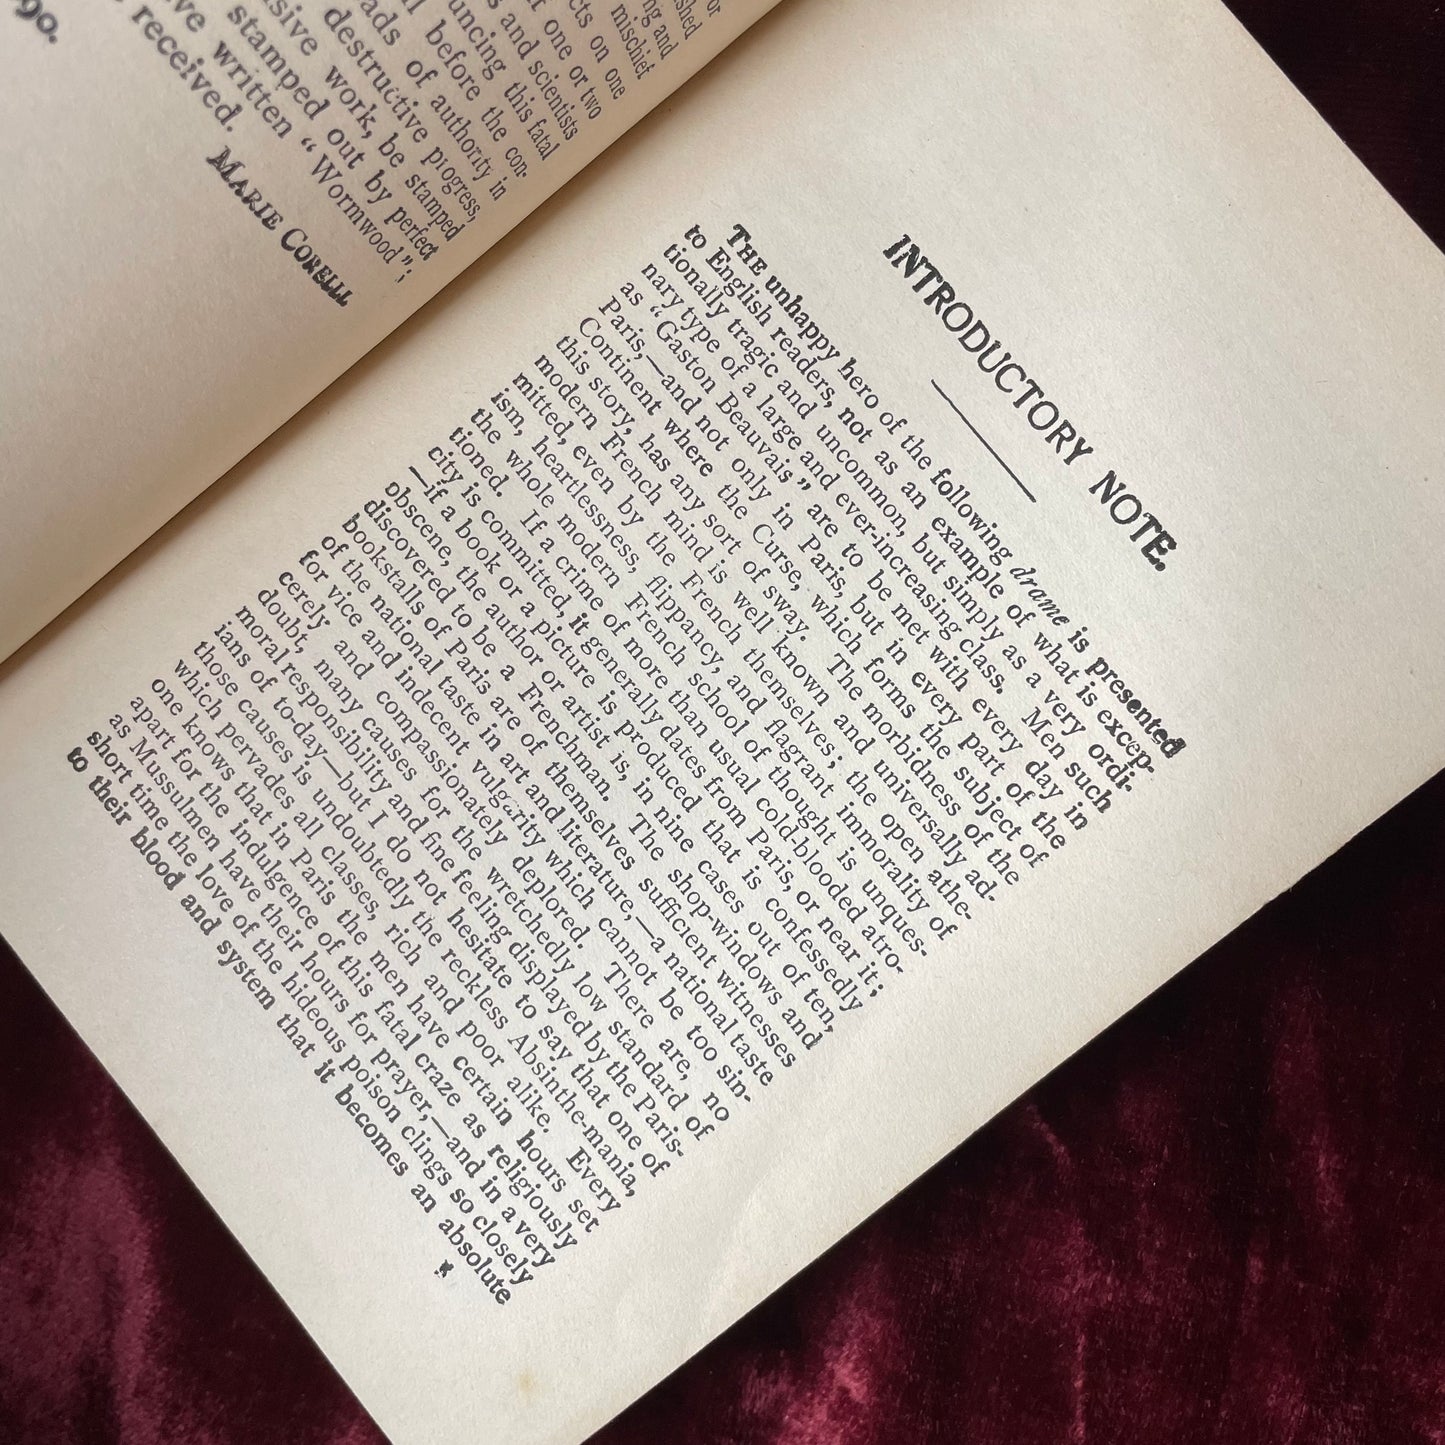 or
ished
ng and
mischief
cts on one
f one or two
s and scientists
uncing this fatal
l before the con-
ads of authority in
destructive progress,
sive work, be stamped
stamped out by perfect
ve written "Wormwood";
received.
MARIE CORELLI.
90.
INTRODUCTORY NOTE.
THE unhappy hero of the following drame is presented
to English readers, not as an example of what is excep-
tionally tragic and uncommon, but simply as a very ordi-
nary type of a large and ever-increasing class. Men such
as "Gaston Beauvais" are to be met with every day in
Paris,—and not only in Paris, but in every part of the
Continent where the Curse, which forms the subject of
this story, has any sort of sway. The morbidness of the
modern French mind is well known and universally ad-
mitted, even by the French themselves; the open athe-
ism, heartlessness, flippancy, and flagrant immorality of
the whole modern French school of thought is unques-
tioned. If a crime of more than usual cold-blooded atro-
city is committed, it generally dates from Paris, or near it;
—if a book or a picture is produced that is confessedly
obscene, the author or artist is, in nine cases out of ten,
discovered to be a Frenchman. The shop-windows and
bookstalls of Paris are of themselves sufficient witnesses
of the national taste in art and literature,—a national taste
for vice and indecent vulgarity which cannot be too sin-
cerely and compassionately deplored. There are, no
doubt, many causes for the wretchedly low standard of
moral responsibility and fine feeling displayed by the Paris-
ians of to-day—but I do not hesitate to say that one of
those causes is undoubtedly the reckless Absinthe-mania,
which pervades all classes, rich and poor alike. Every
one knows that in Paris the men have certain hours set
apart for the indulgence of this fatal craze as religiously
as Mussulmen have their hours for prayer,—and in a very
short time the love of the hideous poison clings so closely
to their blood and system that it becomes an absolute